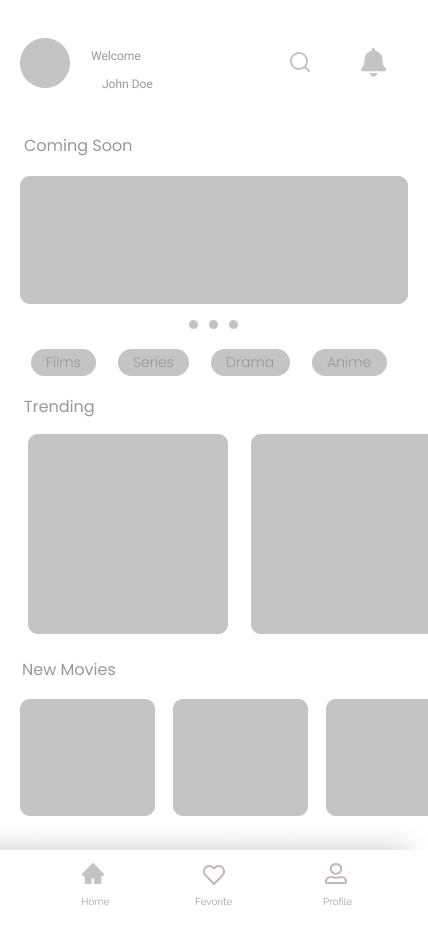 Welcome
John Doe
Coming Soon
Films Series Drama Anime
Trending
New Movies
Home Fevorite Profile